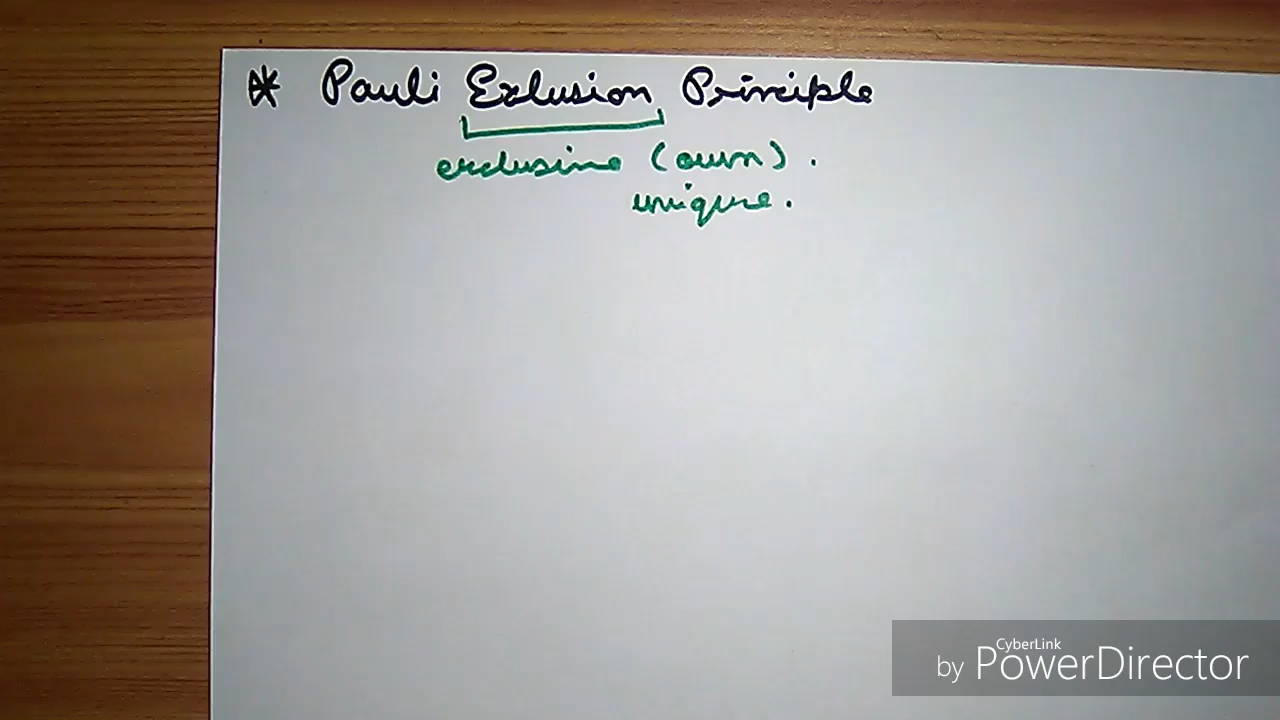 * Pauli Exlusion Principle
exclusive (own).
unique.
CyberLink
by PowerDirector